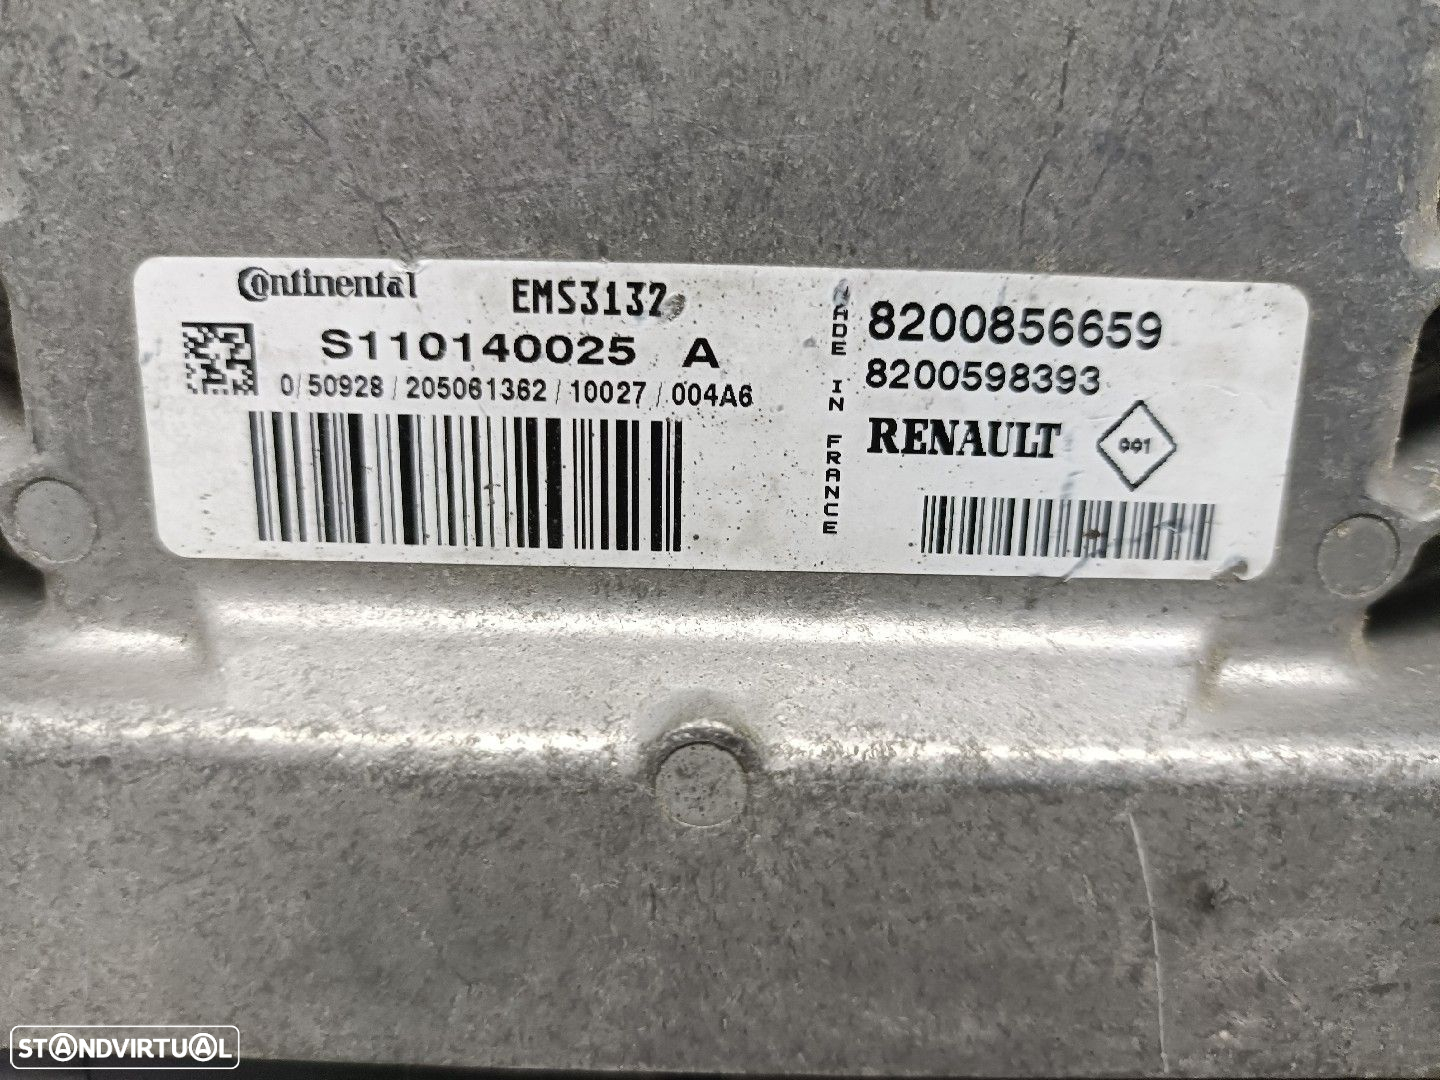 Continental EMS3132
S110140025 A
0/50928/205061362/10027/004A6
MADE IN FRANCE
8200856659
8200598393
RENAULT 001
STANDVIRTUAL